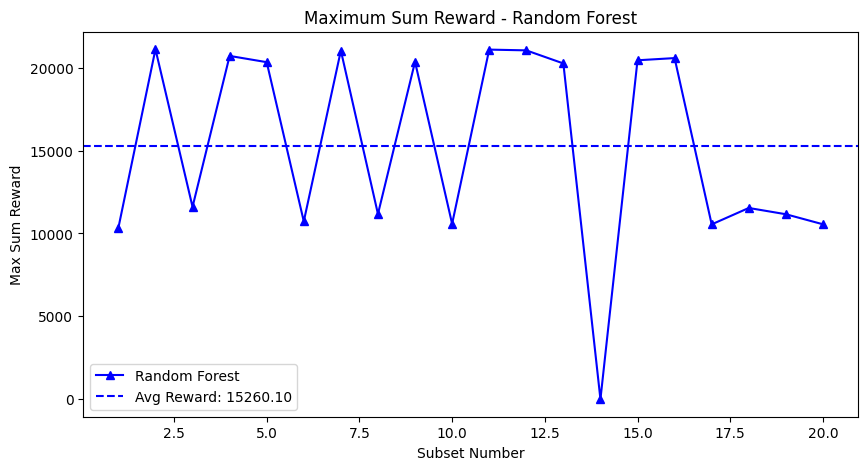 Maximum Sum Reward - Random Forest
Max Sum Reward
20000
15000
10000
5000
0
Random Forest
Avg Reward: 15260.10
2.5 5.0 7.5 10.0 12.5 15.0 17.5 20.0
Subset Number